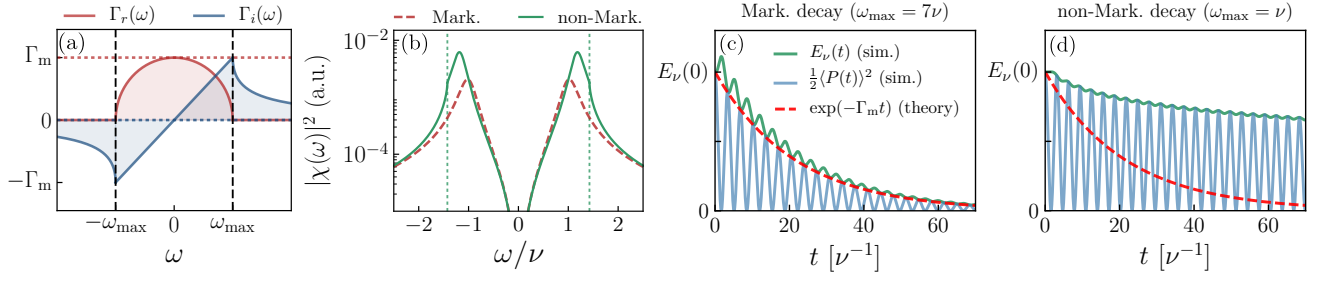 Γr(ω) Γi(ω)
(a)
Γm
0
−Γm
−ωmax 0 ωmax
ω
Mark. non-Mark.
(b)
|χ(ω)|² (a.u.)
10⁻²
10⁻⁴
−2 −1 0 1 2
ω/ν
Mark. decay (ωmax = 7ν)
(c)
Eν(t) (sim.)
½⟨P(t)⟩² (sim.)
exp(−Γmt) (theory)
Eν(0)
0
0 20 40 60
t [ν⁻¹]
non-Mark. decay (ωmax = ν)
(d)
Eν(0)
0
0 20 40 60
t [ν⁻¹]